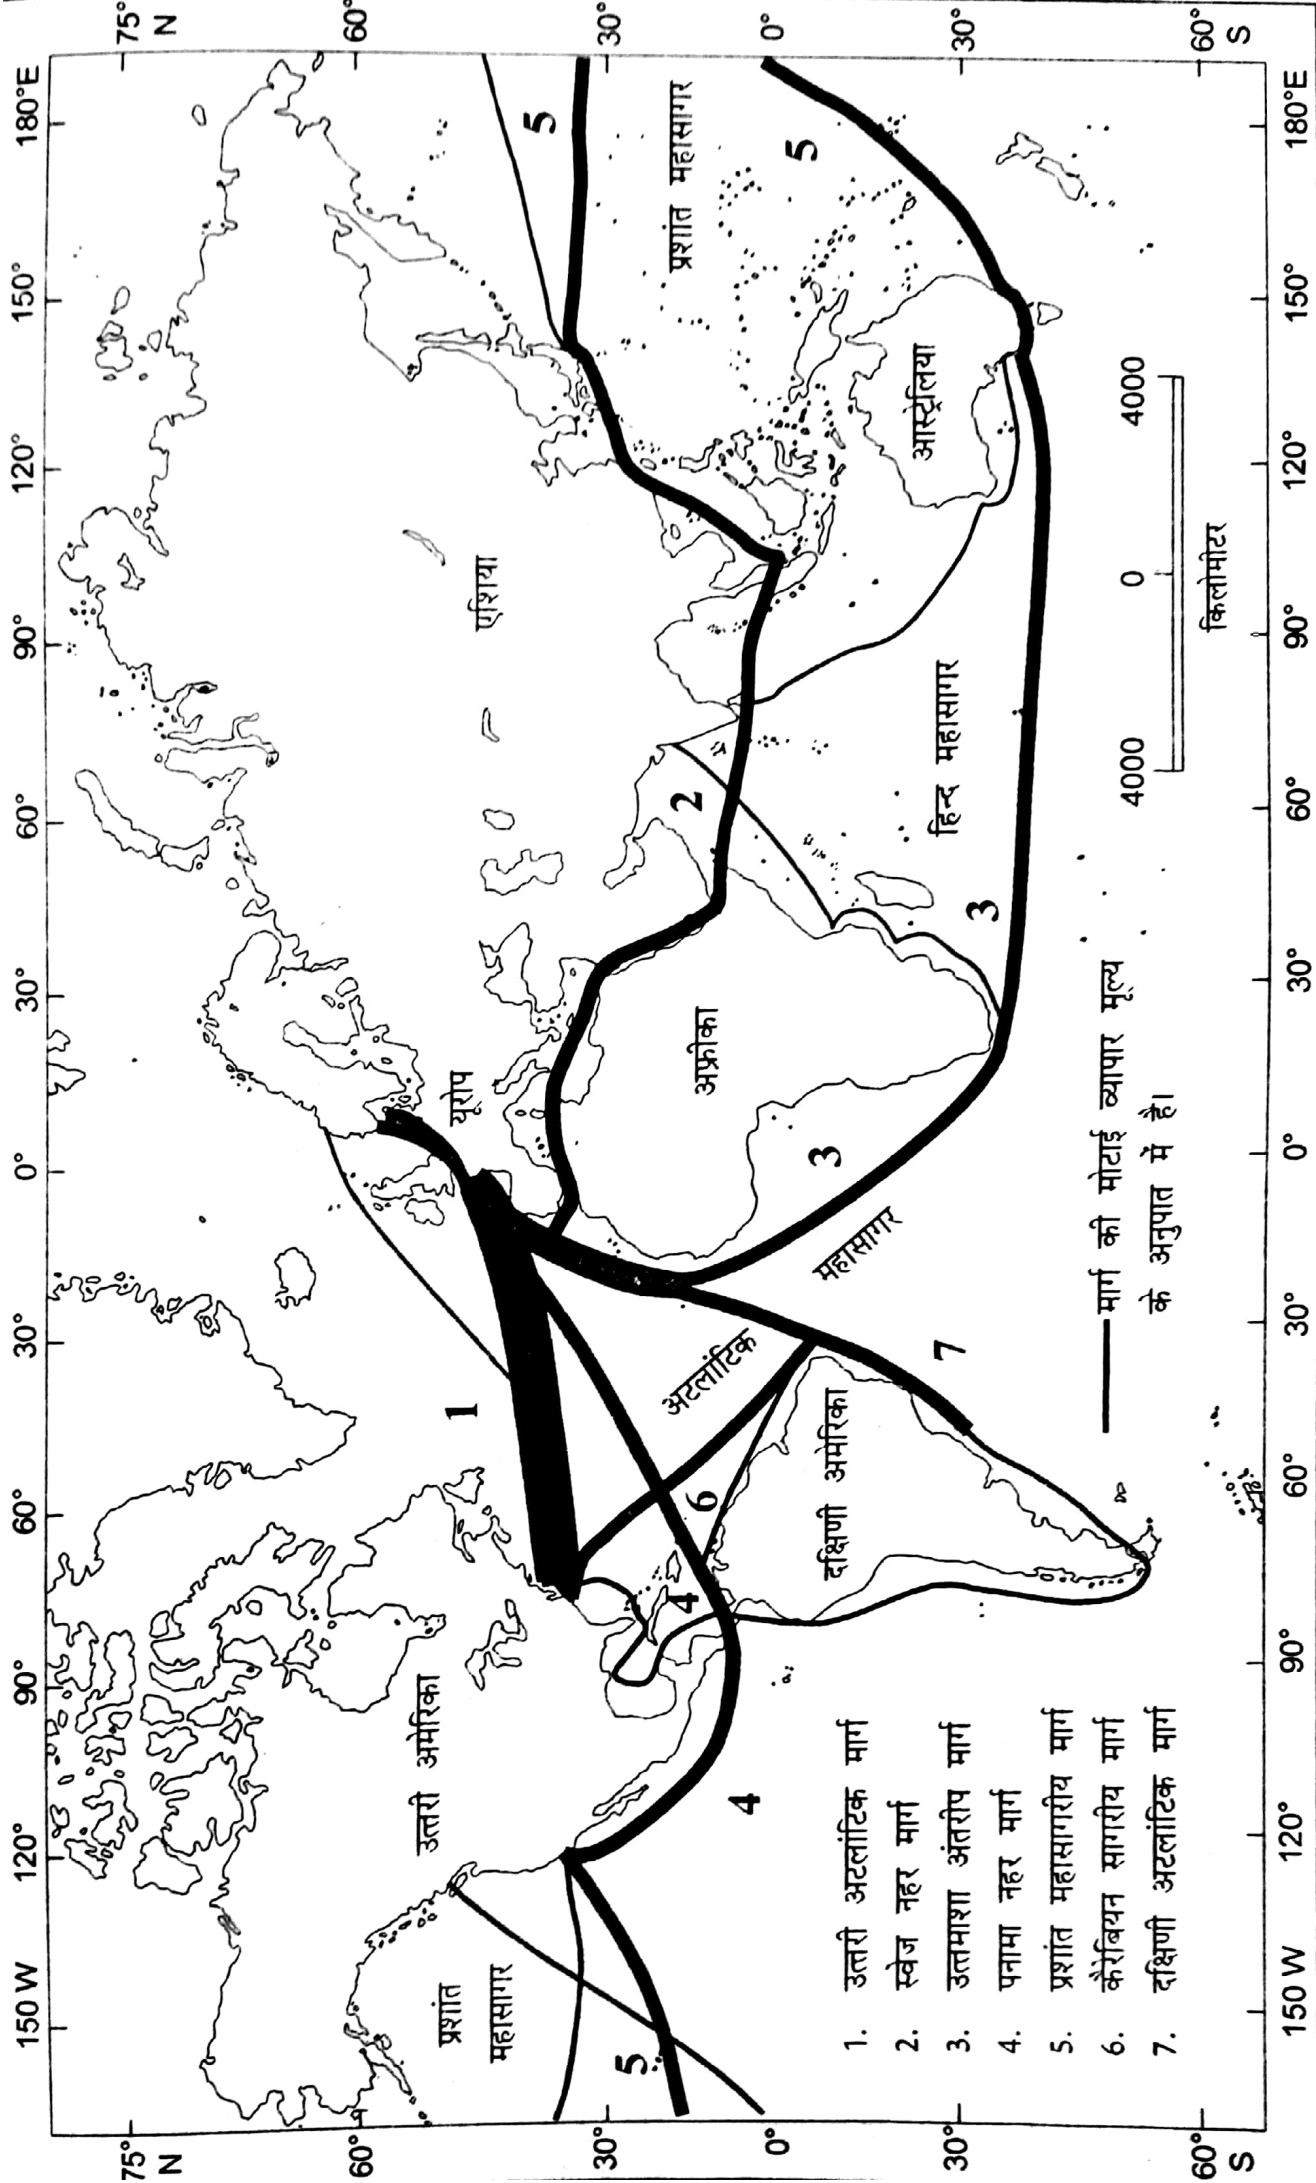 75°
N
60°
30°
0°
30°
60°
S
150 W
120°
90°
60°
30°
0°
30°
60°
90°
120°
150°
180°E
प्रशांत
महासागर
उत्तरी अमेरिका
यूरोप
एशिया
अफ्रीका
आस्ट्रेलिया
दक्षिणी अमेरिका
अटलांटिक
महासागर
हिन्द महासागर
प्रशांत महासागर
1
2
3
3
4
4
5
5
5
6
7
1. उत्तरी अटलांटिक मार्ग
2. स्वेज नहर मार्ग
3. उत्तमाशा अंतरीप मार्ग
4. पनामा नहर मार्ग
5. प्रशांत महासागरीय मार्ग
6. कैरेबियन सागरीय मार्ग
7. दक्षिणी अटलांटिक मार्ग
मार्ग की मोटाई व्यापार मूल्य
के अनुपात में है।
4000 0 4000
किलोमीटर
150 W
120°
90°
60°
30°
0°
30°
60°
90°
120°
150°
180°E
75°
N
60°
30°
0°
30°
60°
S